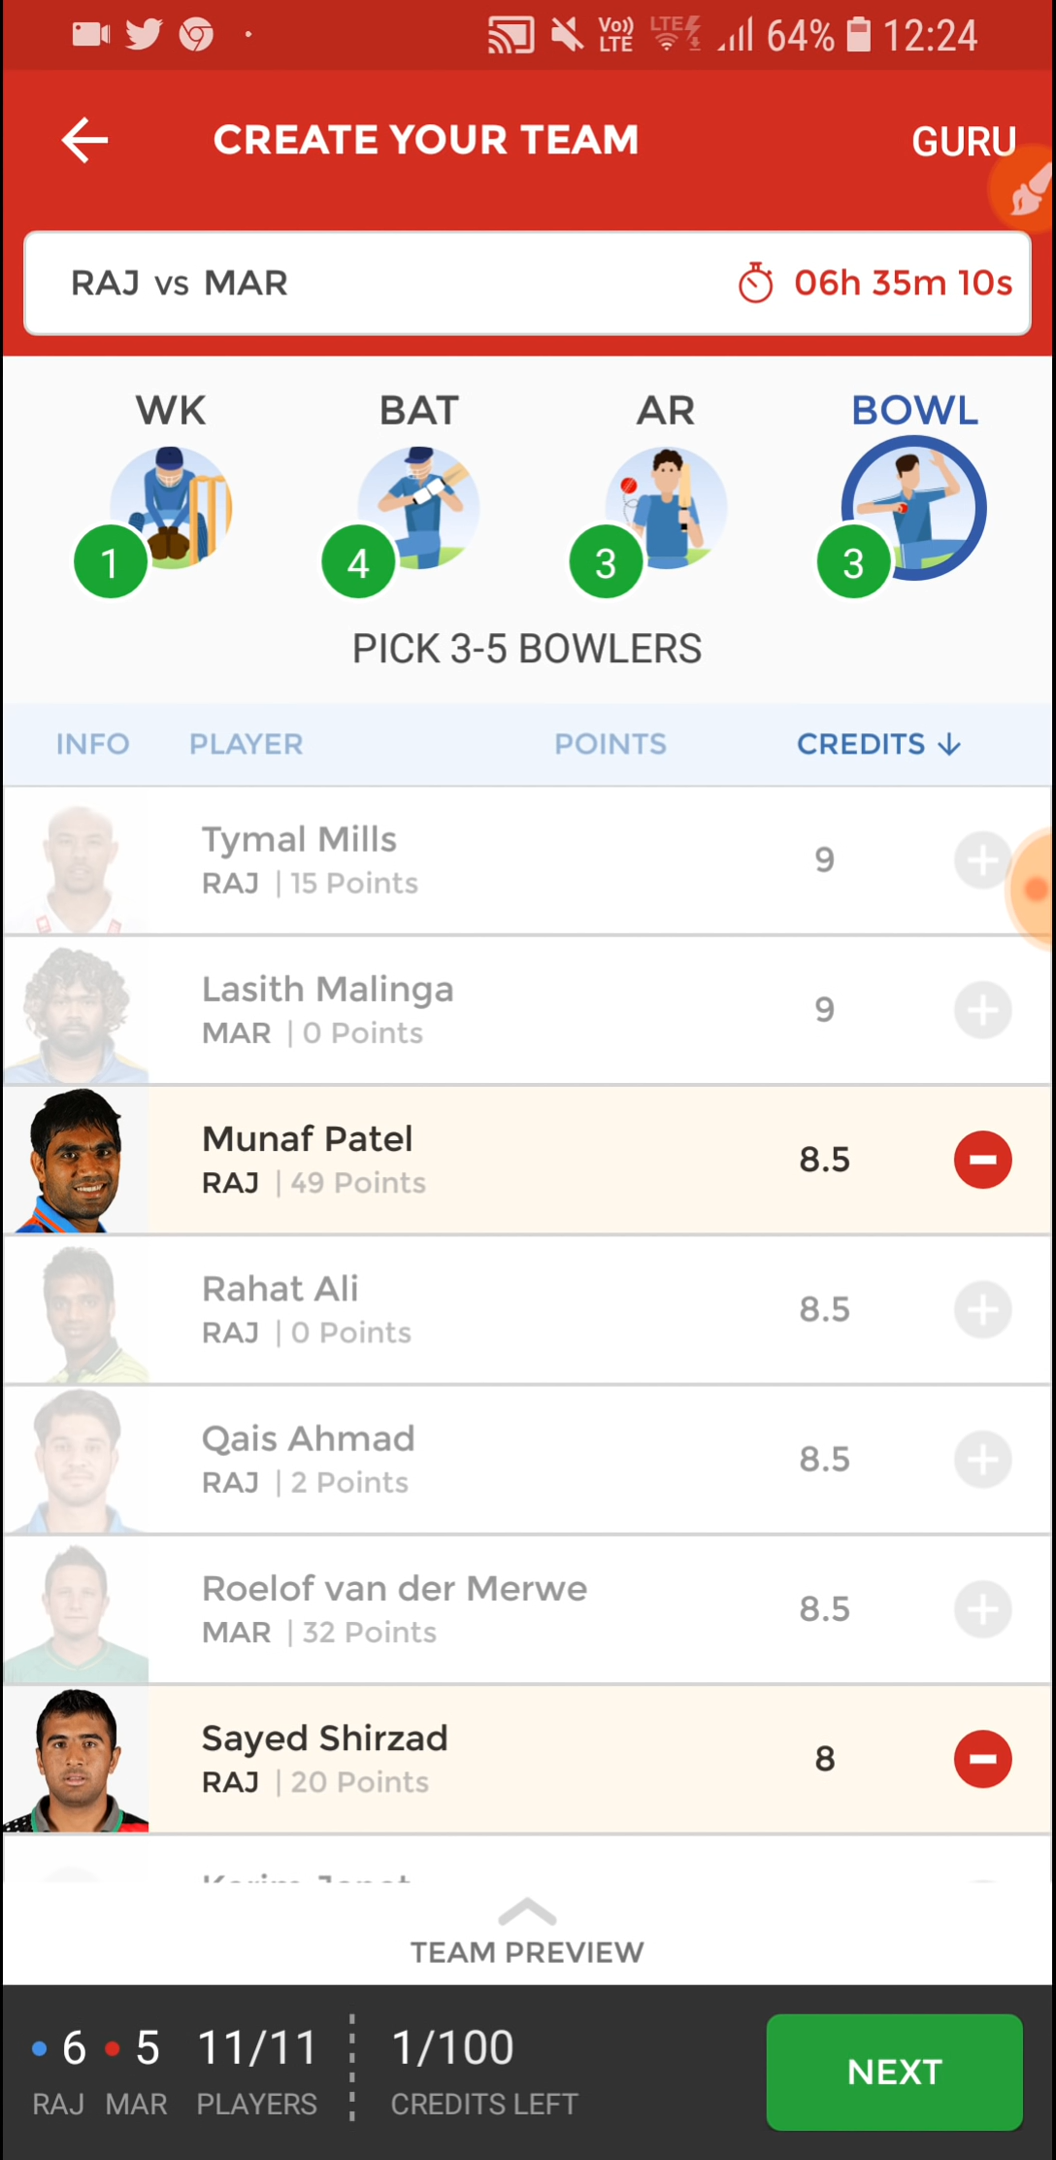 Vo)) LTE LTE 64% 12:24
CREATE YOUR TEAM GURU
RAJ vs MAR 06h 35m 10s
WK BAT AR BOWL
1 4 3 3
PICK 3-5 BOWLERS
INFO PLAYER POINTS CREDITS ↓
Tymal Mills
RAJ | 15 Points 9
Lasith Malinga
MAR | 0 Points 9
Munaf Patel
RAJ | 49 Points 8.5
Rahat Ali
RAJ | 0 Points 8.5
Qais Ahmad
RAJ | 2 Points 8.5
Roelof van der Merwe
MAR | 32 Points 8.5
Sayed Shirzad
RAJ | 20 Points 8
TEAM PREVIEW
6 5 11/11 1/100
RAJ MAR PLAYERS CREDITS LEFT
NEXT